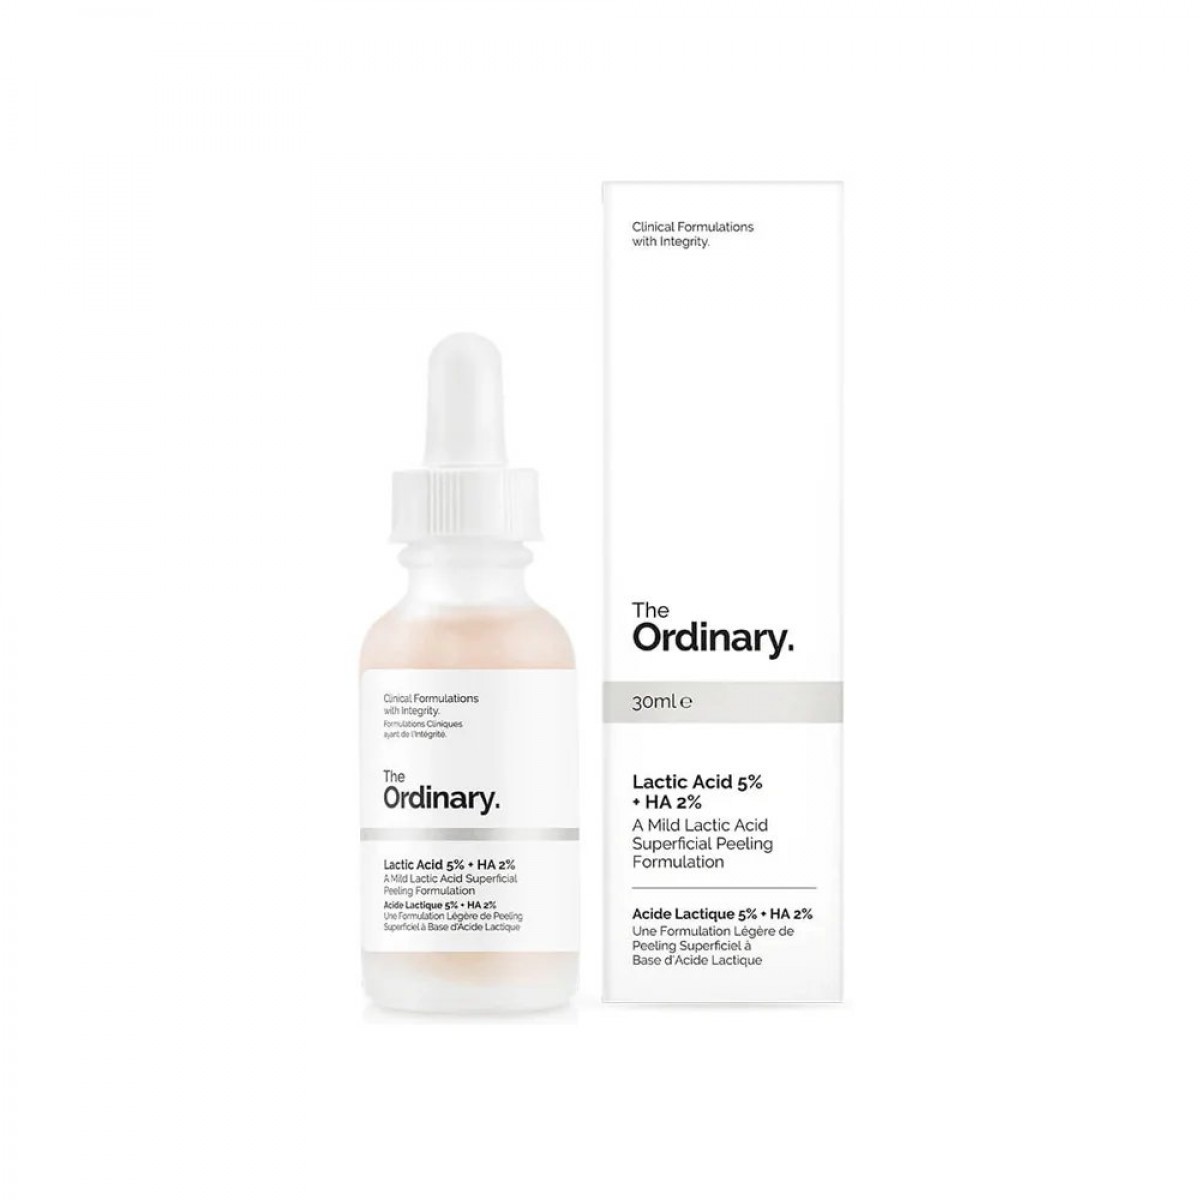 Clinical Formulations
with Integrity.
Formulations Cliniques
ayant de l'Intégrité.
The
Ordinary.
Lactic Acid 5% + HA 2%
A Mild Lactic Acid Superficial
Peeling Formulation
Acide Lactique 5% + HA 2%
Une Formulation Légère de Peeling
Superficiel à Base d'Acide Lactique
Clinical Formulations
with Integrity.
The
Ordinary.
30ml ℮
Lactic Acid 5%
+ HA 2%
A Mild Lactic Acid
Superficial Peeling
Formulation
Acide Lactique 5% + HA 2%
Une Formulation Légère de
Peeling Superficiel à
Base d'Acide Lactique